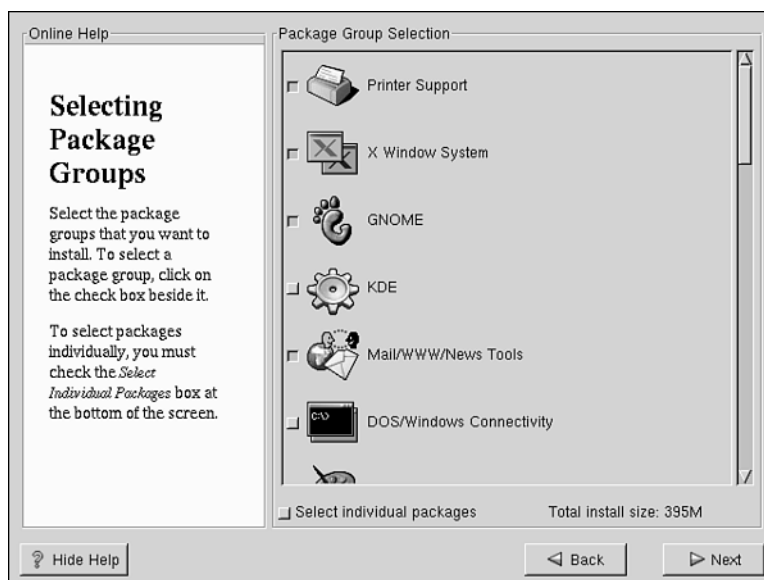 Online Help
Selecting
Package
Groups
Select the package
groups that you want to
install. To select a
package group, click on
the check box beside it.
To select packages
individually, you must
check the Select
Individual Packages box at
the bottom of the screen.
Package Group Selection
Printer Support
X Window System
GNOME
KDE
Mail/WWW/News Tools
C:\>
DOS/Windows Connectivity
Select individual packages
Total install size: 395M
Hide Help
Back
Next